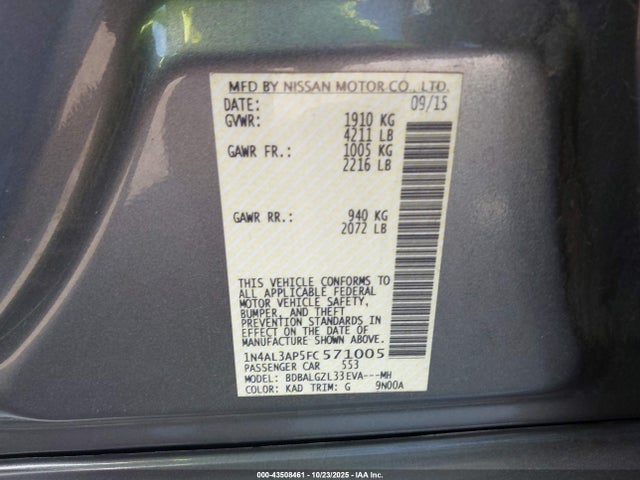 MFD BY NISSAN MOTOR CO., LTD.
DATE: 09/15
GVWR: 1910 KG
4211 LB
GAWR FR.: 1005 KG
2216 LB
GAWR RR.: 940 KG
2072 LB
THIS VEHICLE CONFORMS TO
ALL APPLICABLE FEDERAL
MOTOR VEHICLE SAFETY,
BUMPER, AND THEFT
PREVENTION STANDARDS IN
EFFECT ON THE DATE OF
MANUFACTURE SHOWN ABOVE.
1N4AL3AP5FC571005
PASSENGER CAR 553
MODEL: BDBALGZL33EVA---MH
COLOR: KAD TRIM: G 9N00A
000-43508461 - 10/23/2025 - IAA Inc.